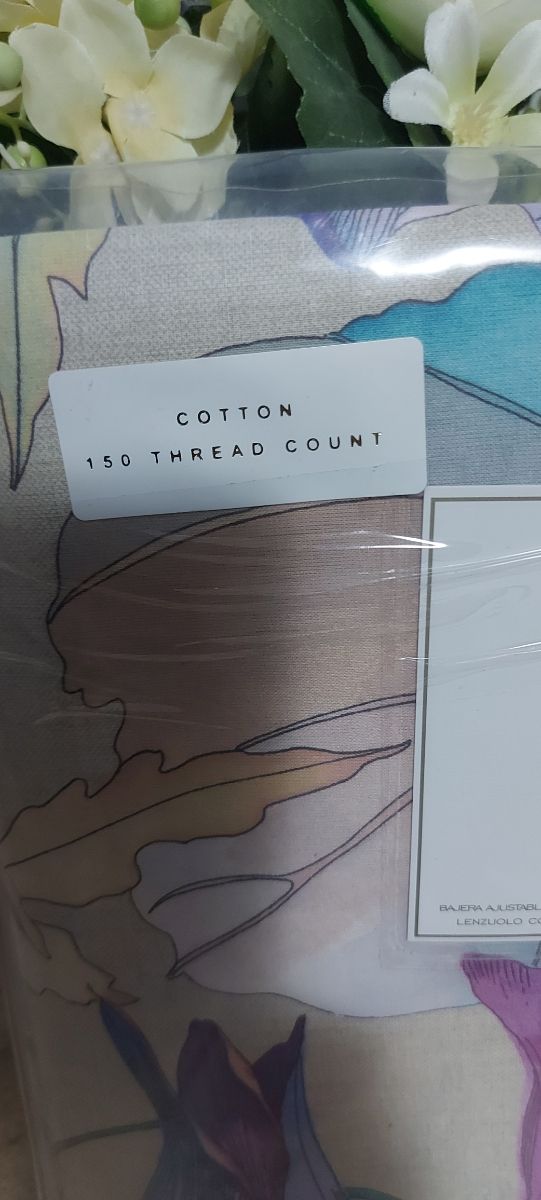 COTTON
150 THREAD COUNT
BAJERA AJUSTABL
LENZUOLO CO